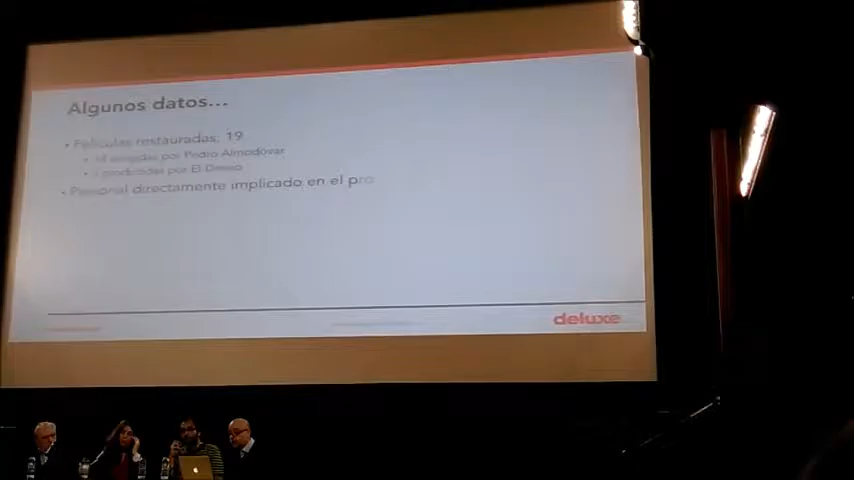 Algunos datos...
• Películas restauradas: 19
• dirigidas por Pedro Almodóvar
• producidas por El Deseo
• Personal directamente implicado en el pro
deluxe